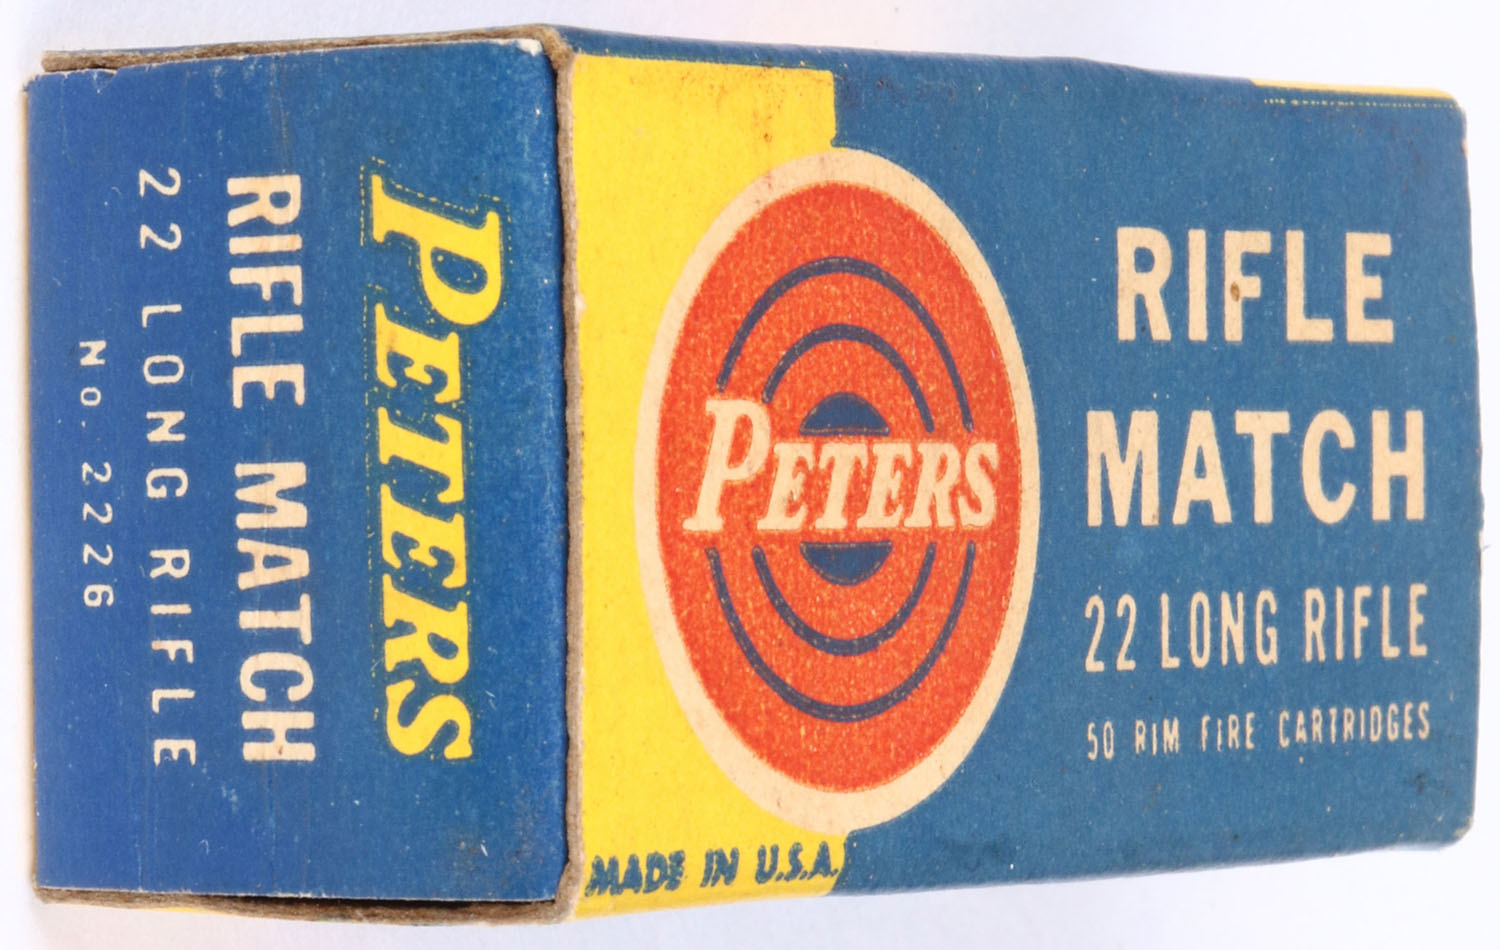 PETERS
RIFLE MATCH
22 LONG RIFLE
No. 2226
PETERS
MADE IN U.S.A.
RIFLE
MATCH
22 LONG RIFLE
50 RIM FIRE CARTRIDGES